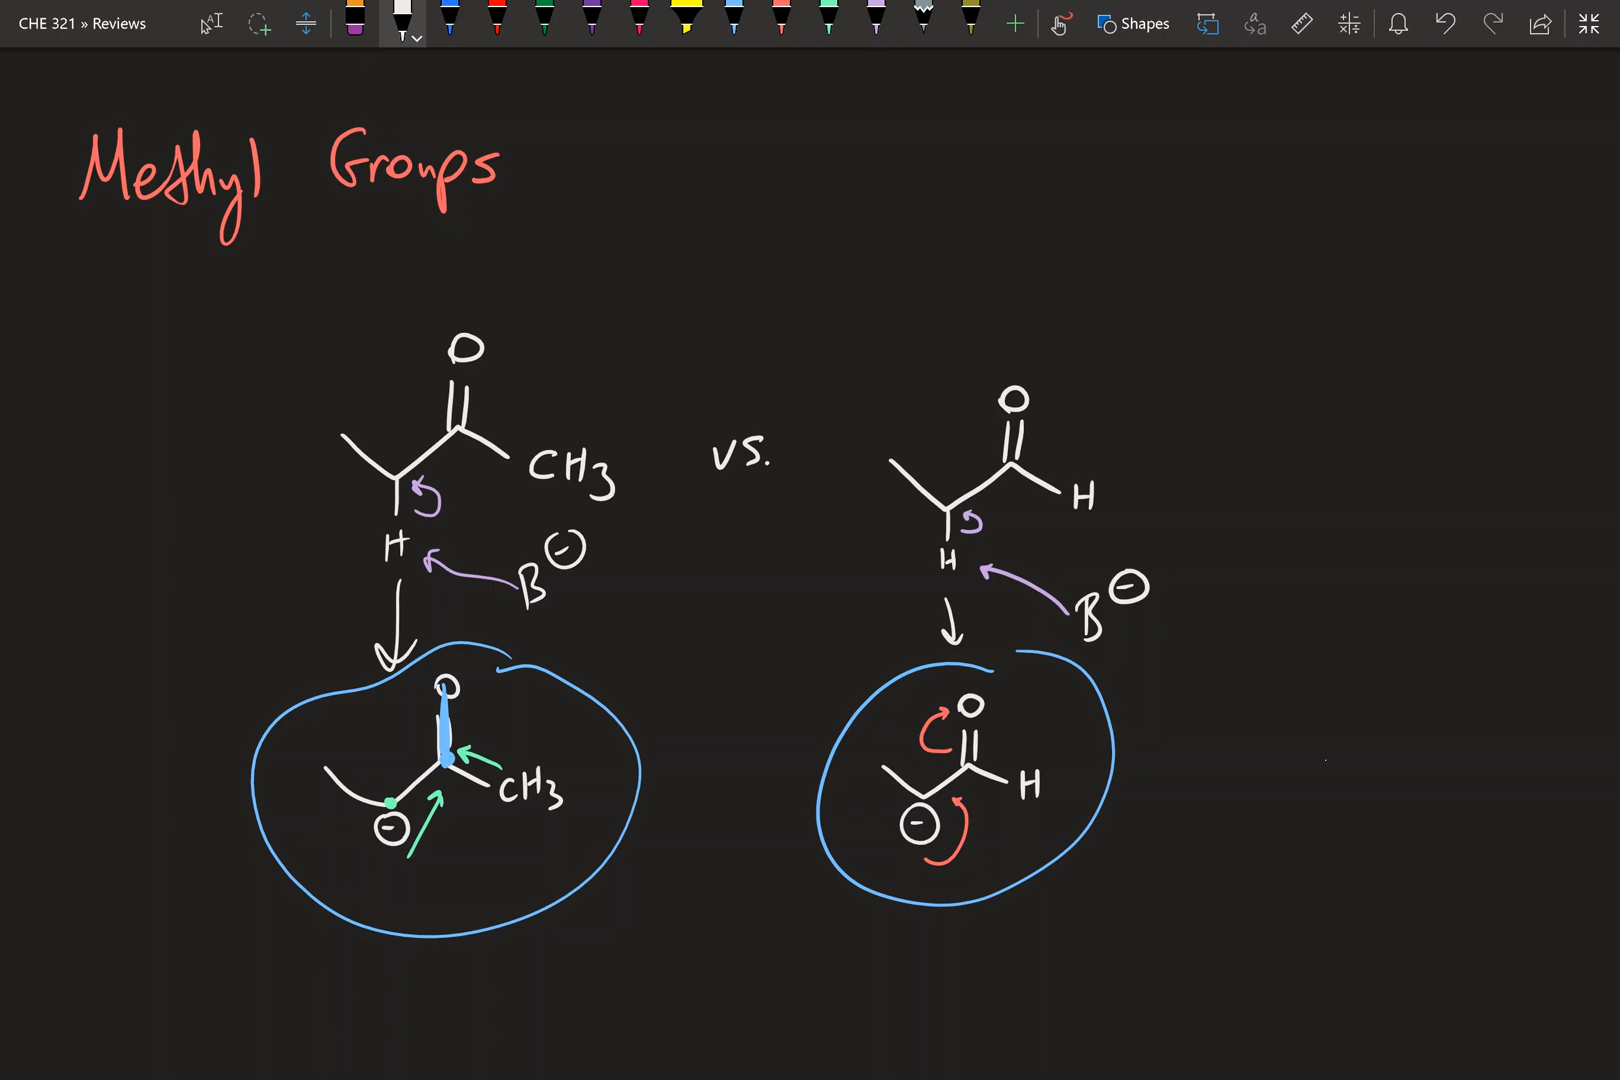 CHE 321 » Reviews
Shapes
Methyl Groups
O
O
CH3
vs.
H
H
B⊖
H
B⊖
O
O
CH3
H
⊖
⊖